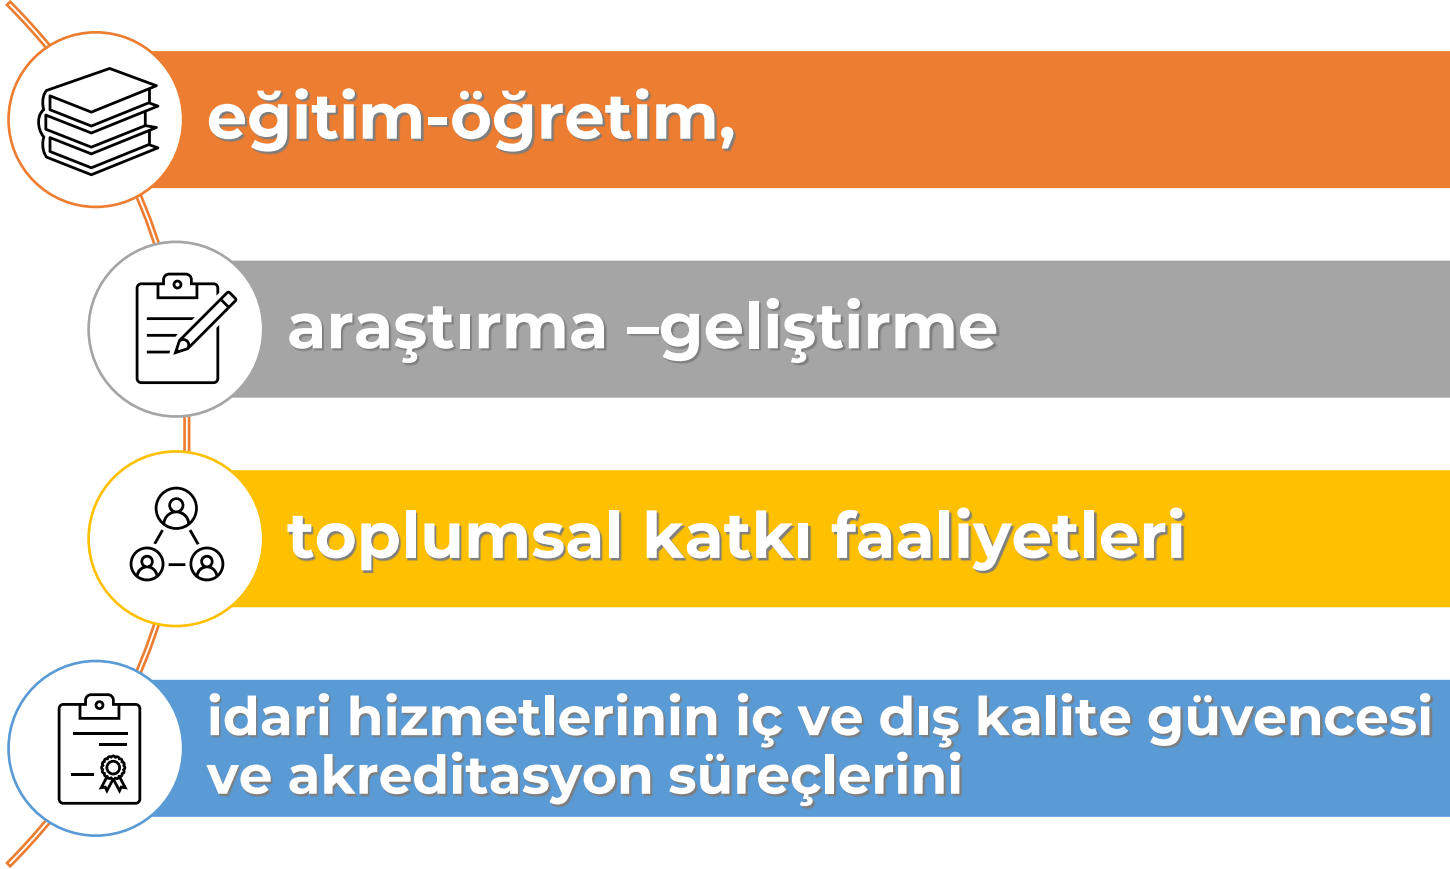 eğitim-öğretim,
araştırma –geliştirme
toplumsal katkı faaliyetleri
idari hizmetlerinin iç ve dış kalite güvencesi
ve akreditasyon süreçlerini